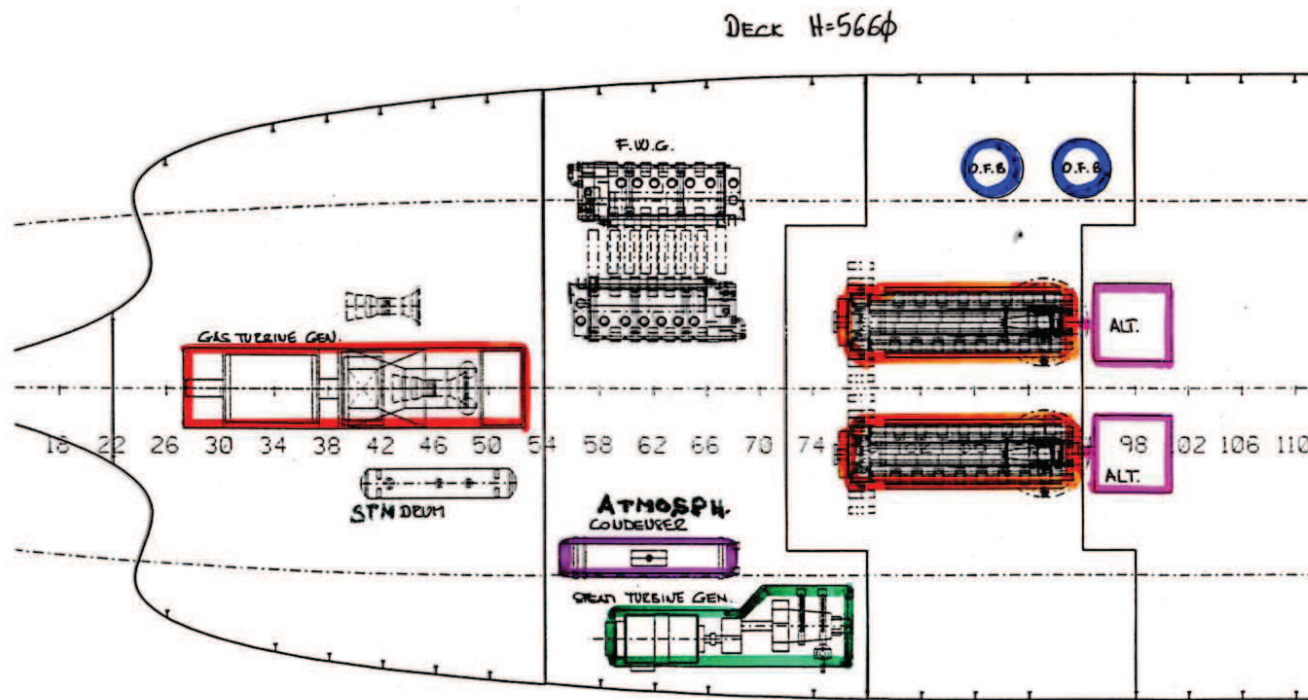 DECK H=5660
F.W.G.
O.F.B O.F.B
GAS TURBINE GEN.
ALT.
18 22 26 30 34 38 42 46 50 54 58 62 66 70 74 98 102 106 110
ALT.
STM DRUM
ATMOSPH.
CONDENSER
STEAM TURBINE GEN.